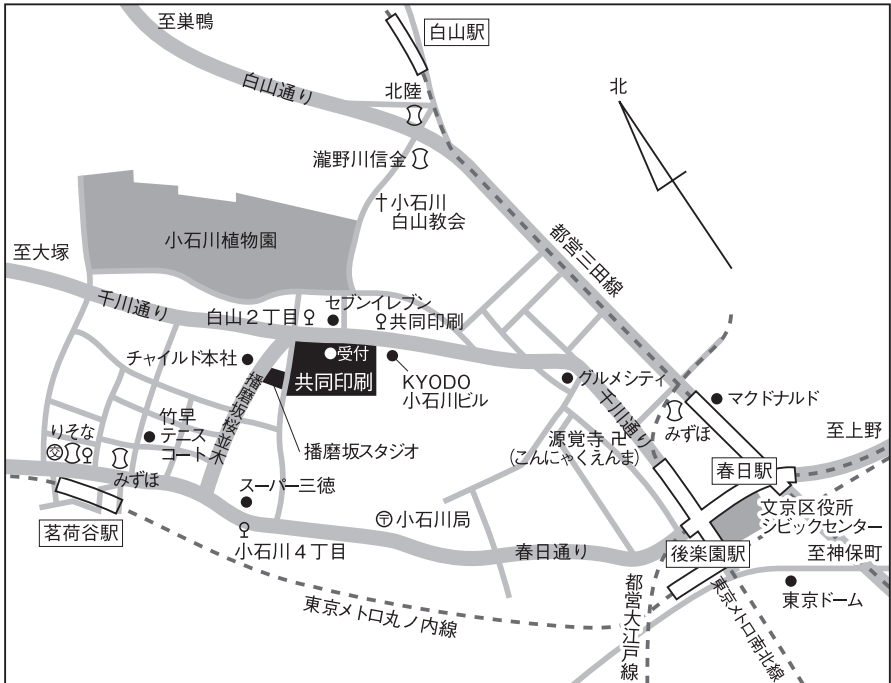 至巣鴨
白山駅
白山通り
北陸
北
瀧野川信金
小石川
白山教会
小石川植物園
至大塚
都営三田線
千川通り
セブンイレブン
白山2丁目
共同印刷
受付
チャイルド本社
共同印刷
KYODO
小石川ビル
グルメシティ
マクドナルド
播磨坂桜並木
千川通り
みずほ
竹早
テニス
コート
りそな
交
みずほ
播磨坂スタジオ
源覚寺 卍
(こんにゃくえんま)
至上野
春日駅
スーパー三徳
〒小石川局
文京区役所
シビックセンター
茗荷谷駅
小石川4丁目
春日通り
後楽園駅
至神保町
東京メトロ丸ノ内線
都営大江戸線
東京メトロ南北線
東京ドーム